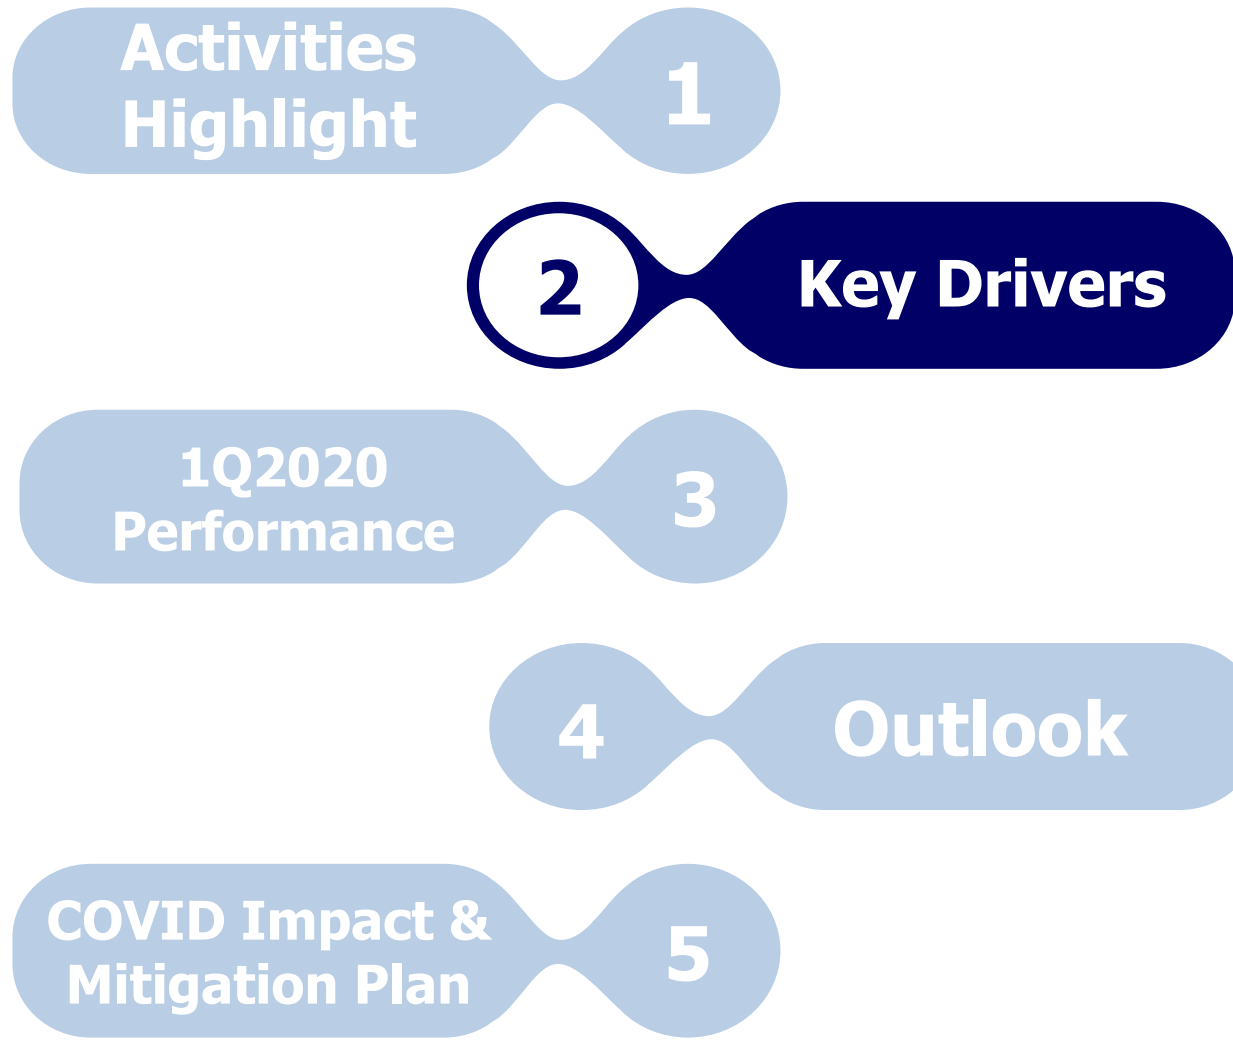 Activities
Highlight
1
2
Key Drivers
1Q2020
Performance
3
4
Outlook
COVID Impact &
Mitigation Plan
5